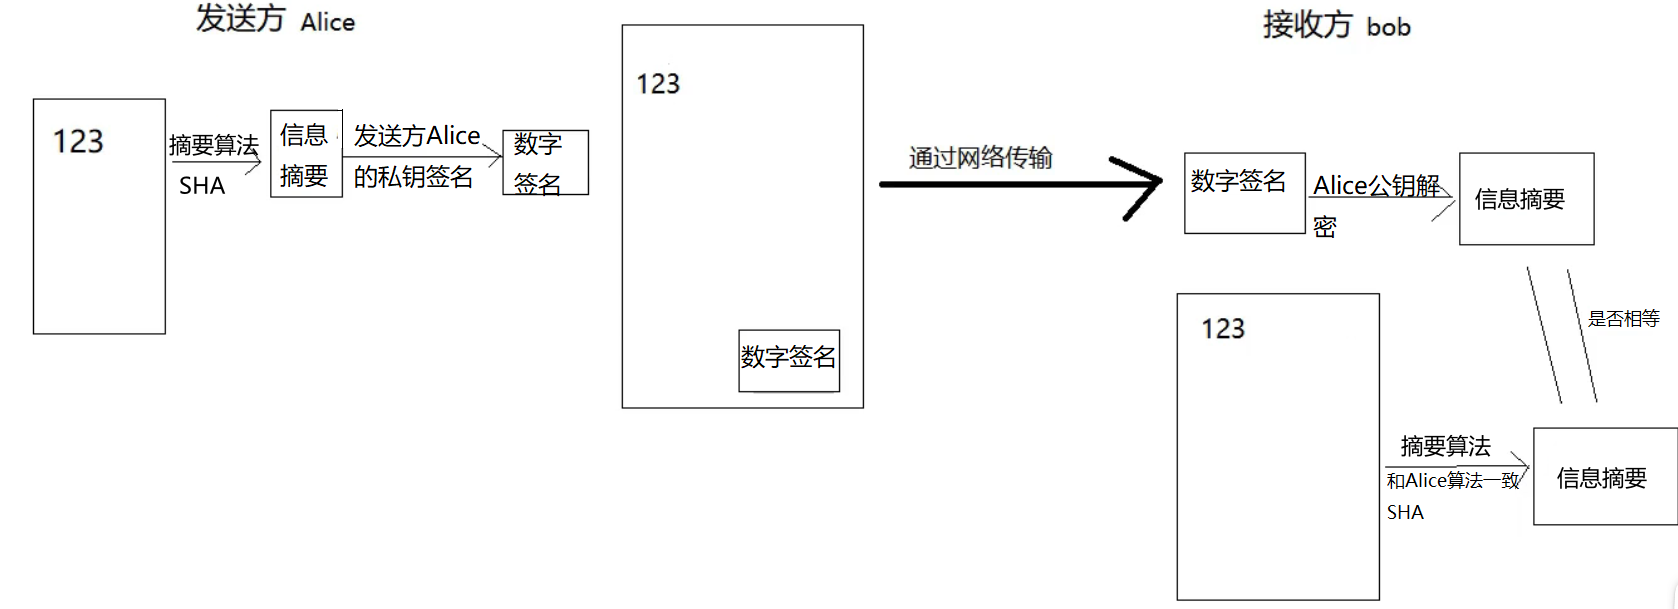 发送方 Alice
123
摘要算法
SHA
信息
摘要
发送方Alice
的私钥签名
数字
签名
123
数字签名
通过网络传输
接收方 bob
数字签名
Alice公钥解
密
信息摘要
是否相等
123
摘要算法
和Alice算法一致
SHA
信息摘要